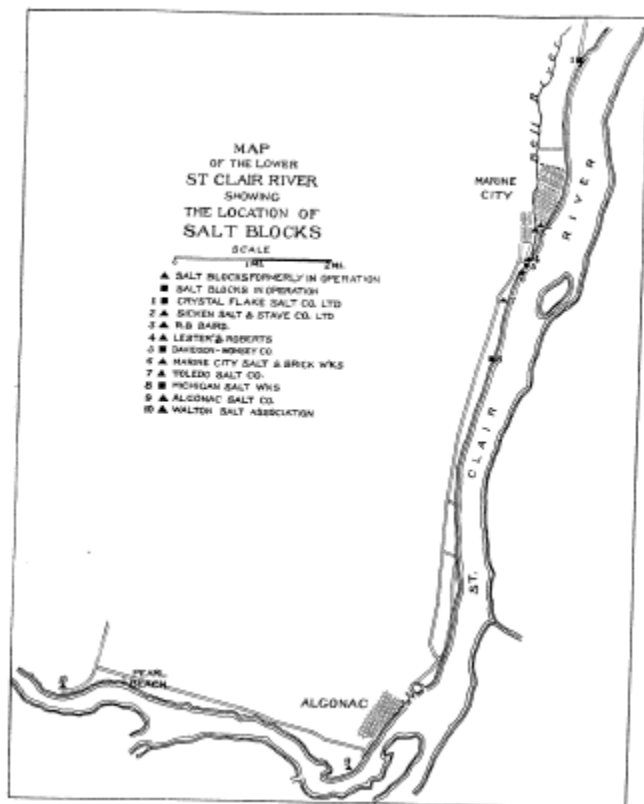 MAP
OF THE LOWER
ST CLAIR RIVER
SHOWING
THE LOCATION OF
SALT BLOCKS
SCALE
0 1 MI. 2 MI.
▲ SALT BLOCKS FORMERLY IN OPERATION
■ SALT BLOCKS IN OPERATION
1 ■ CRYSTAL FLAKE SALT CO. LTD
2 ▲ SICKEN SALT & STAVE CO. LTD
3 ▲ R.B. BAIRD.
4 ▲ LESTER & ROBERTS
5 ■ DAVIDSON-WONSEY CO.
6 ▲ MARINE CITY SALT & BRICK WKS
7 ▲ TOLEDO SALT CO.
8 ■ MICHIGAN SALT WKS
9 ▲ ALGONAC SALT CO.
10 ▲ WALTON SALT ASSOCIATION
1
Bell River
MARINE
CITY
ST. CLAIR RIVER
PEARL
BEACH
ALGONAC
9